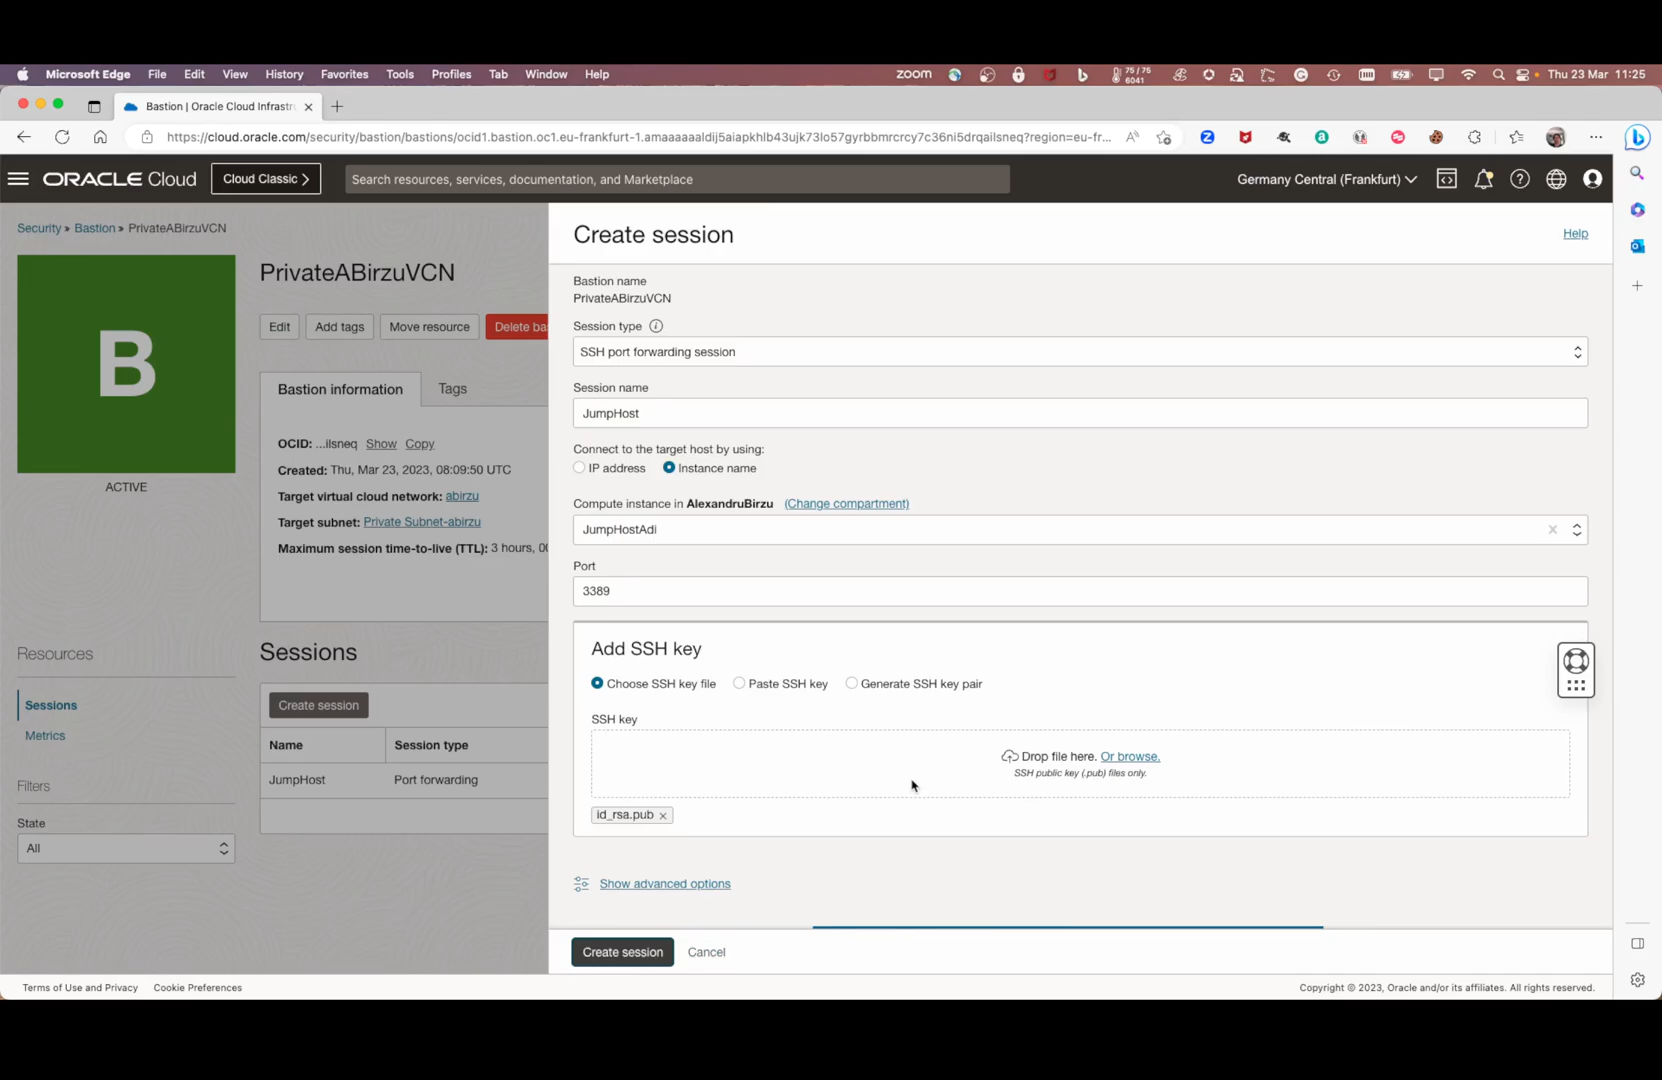 Microsoft Edge File Edit View History Favorites Tools Profiles Tab Window Help zoom 75 / 75 6041 Thu 23 Mar 11:25
Bastion | Oracle Cloud Infrastru
https://cloud.oracle.com/security/bastion/bastions/ocid1.bastion.oc1.eu-frankfurt-1.amaaaaaaldij5aiapkhlb43ujk73lo57gyrbbmrcrcy7c36ni5drqailsneq?region=eu-fr...
ORACLE Cloud Cloud Classic Search resources, services, documentation, and Marketplace Germany Central (Frankfurt)
Security » Bastion » PrivateABirzuVCN
B
ACTIVE
PrivateABirzuVCN
Edit Add tags Move resource Delete ba
Bastion information Tags
OCID: ...ilsneq Show Copy
Created: Thu, Mar 23, 2023, 08:09:50 UTC
Target virtual cloud network: abirzu
Target subnet: Private Subnet-abirzu
Maximum session time-to-live (TTL): 3 hours, 00
Resources
Sessions
Metrics
Filters
State
All
Sessions
Create session
Name Session type
JumpHost Port forwarding
Create session
Help
Bastion name
PrivateABirzuVCN
Session type
SSH port forwarding session
Session name
JumpHost
Connect to the target host by using:
IP address Instance name
Compute instance in AlexandruBirzu (Change compartment)
JumpHostAdi
Port
3389
Add SSH key
Choose SSH key file Paste SSH key Generate SSH key pair
SSH key
Drop file here. Or browse.
SSH public key (.pub) files only.
id_rsa.pub
Show advanced options
Create session Cancel
Terms of Use and Privacy Cookie Preferences
Copyright © 2023, Oracle and/or its affiliates. All rights reserved.